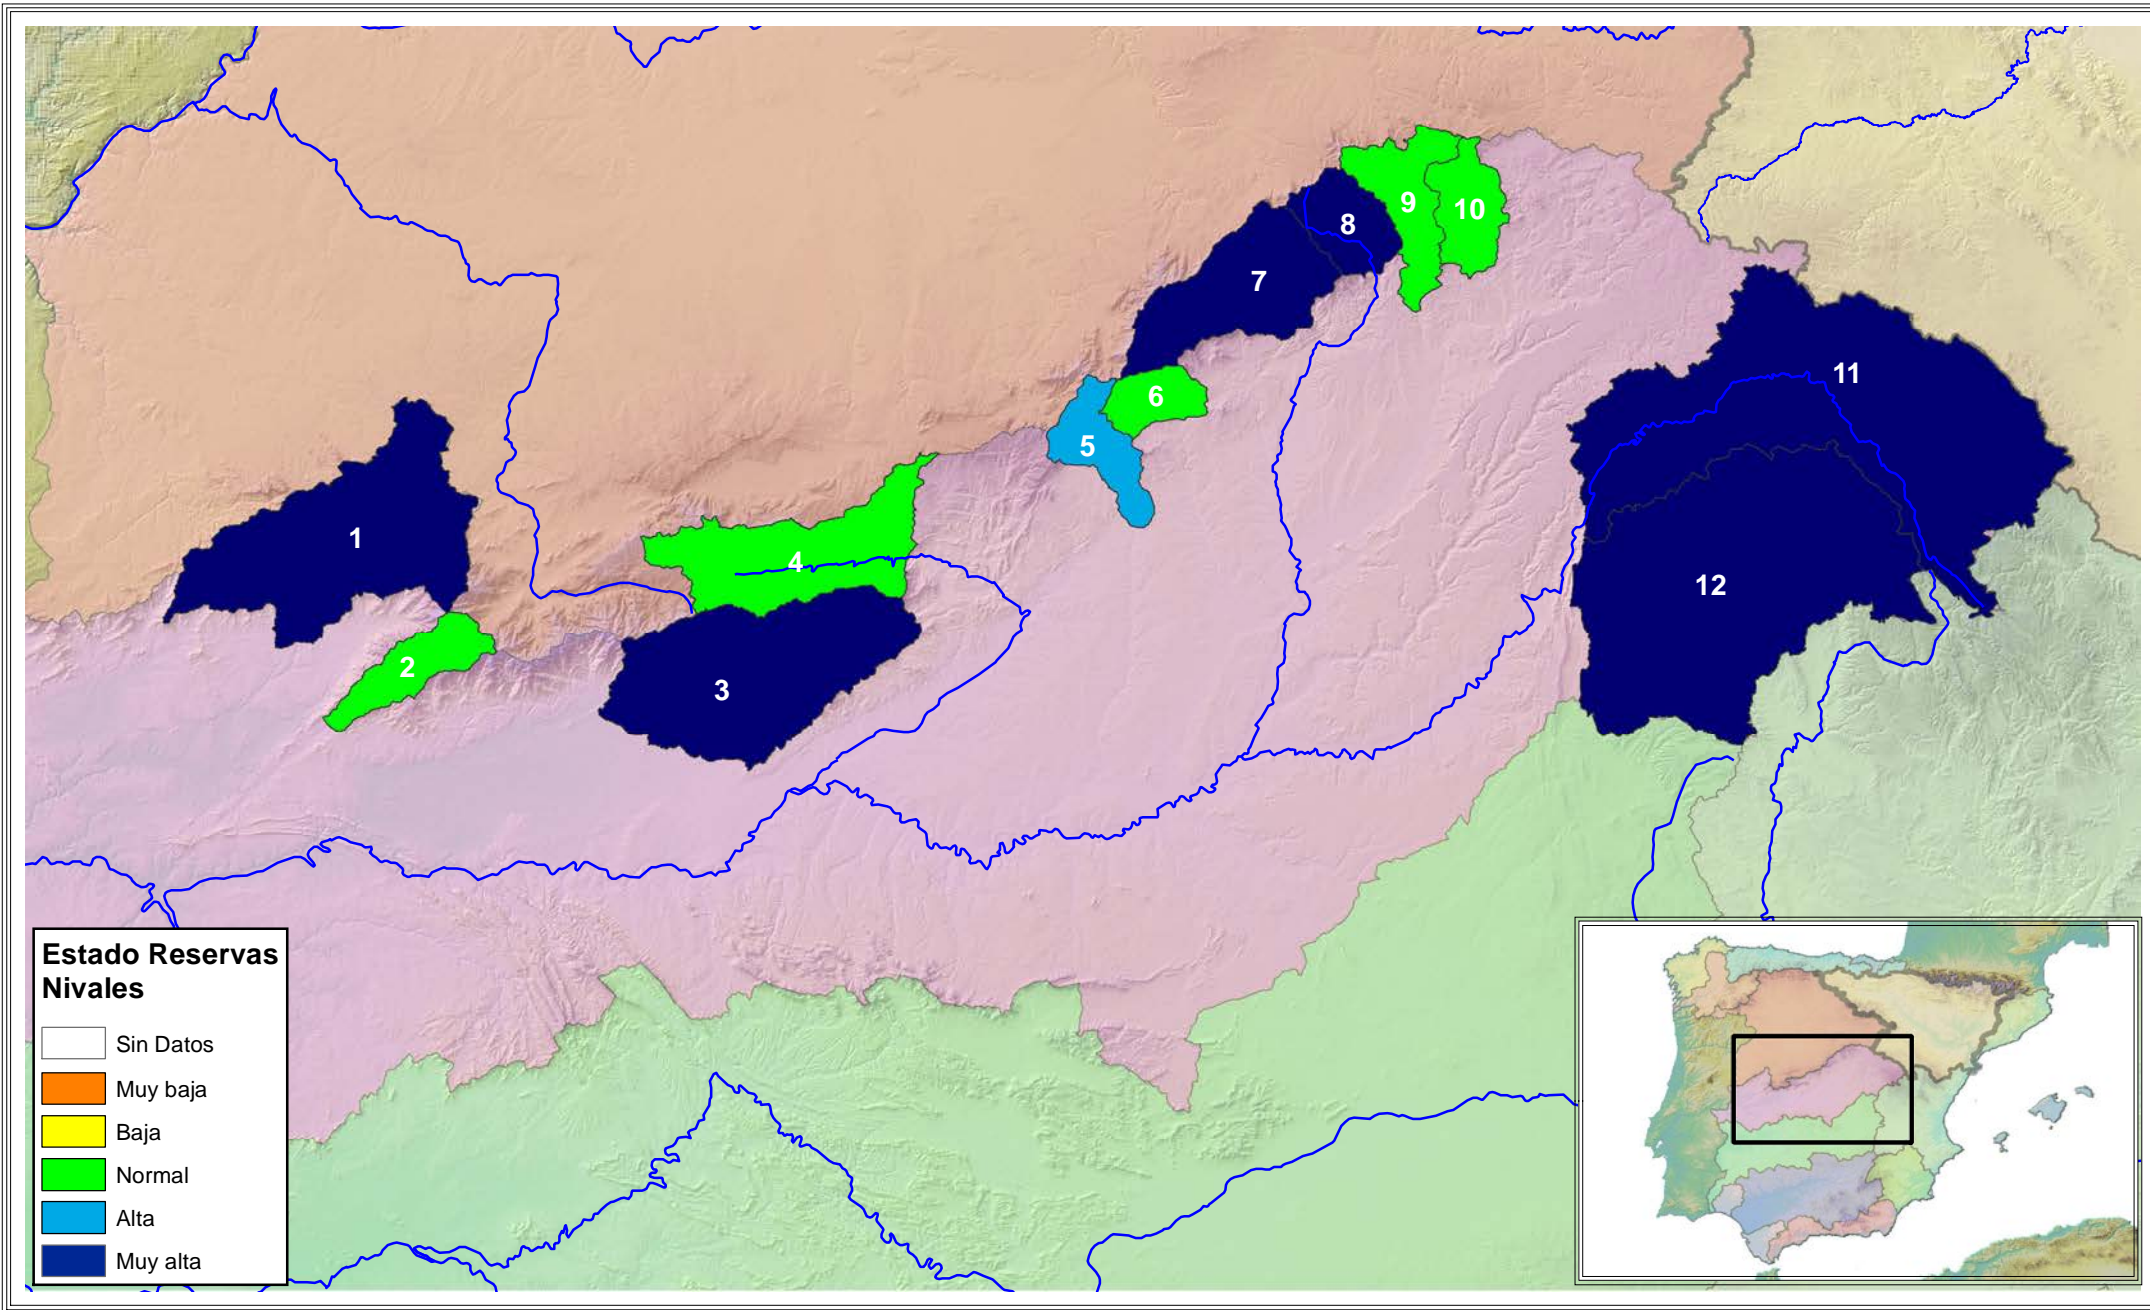 9
10
8
7
11
6
5
1
4
12
2
3
Estado Reservas
Nivales
Sin Datos
Muy baja
Baja
Normal
Alta
Muy alta